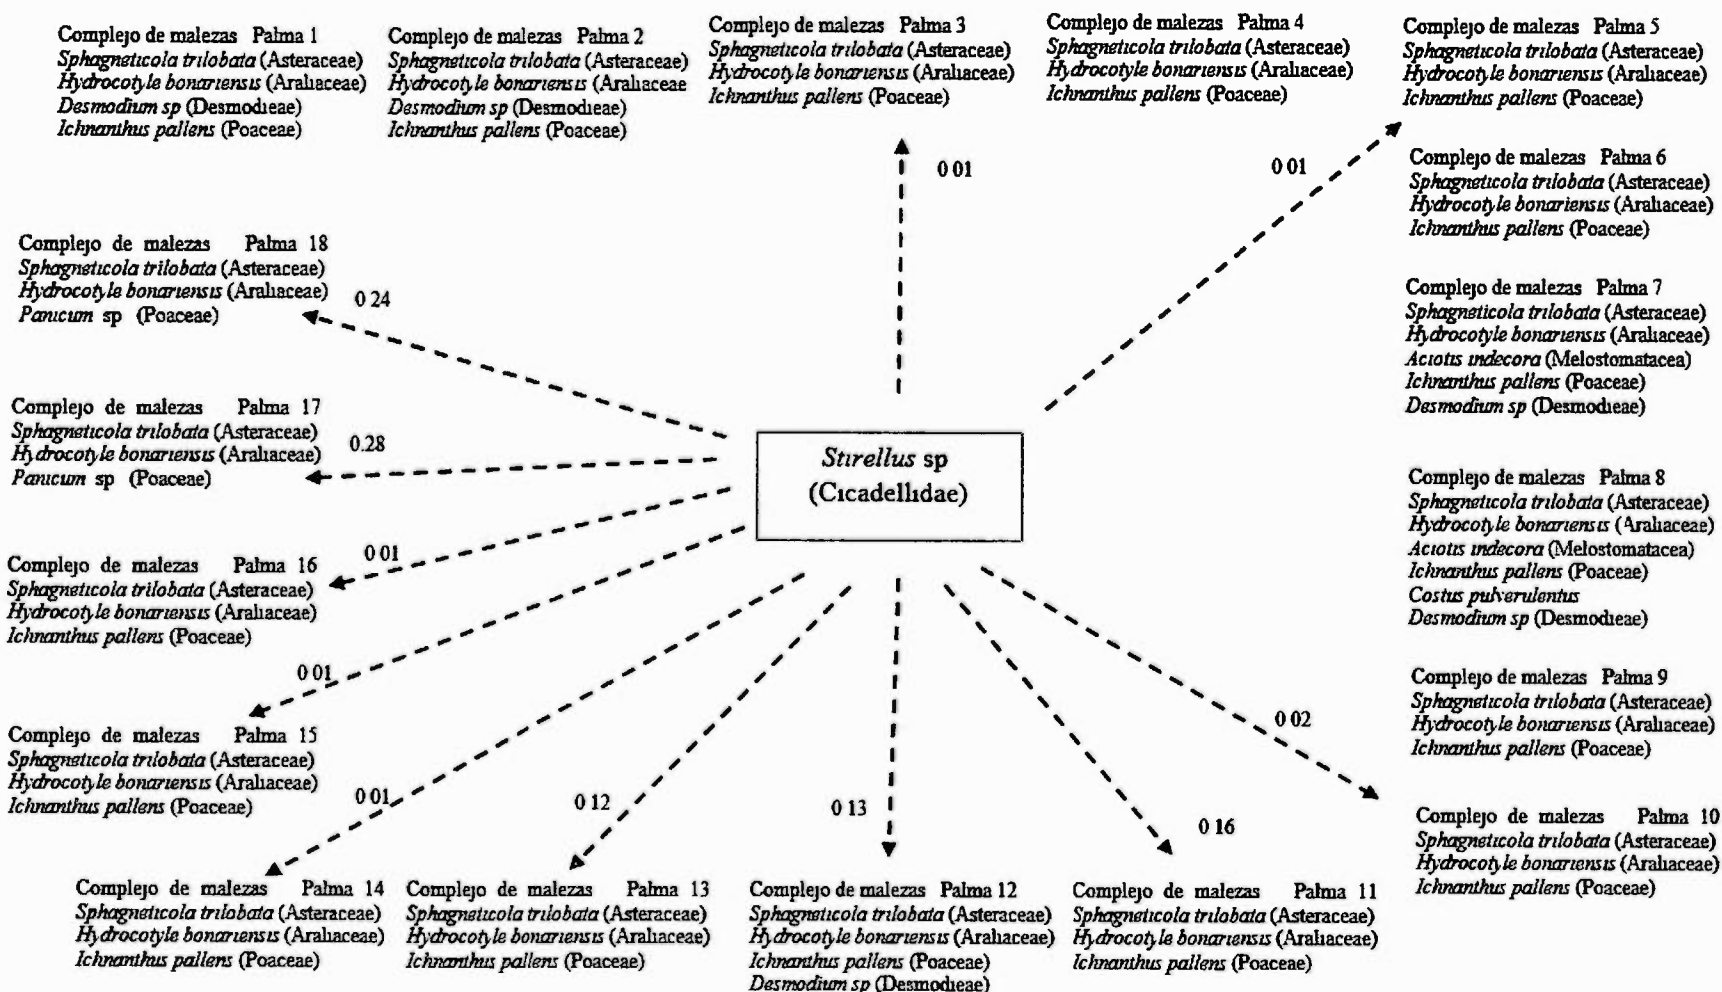 Complejo de malezas Palma 1
Sphagneticola trilobata (Asteraceae)
Hydrocotyle bonariensis (Araliaceae)
Desmodium sp (Desmodieae)
Ichnanthus pallens (Poaceae)
Complejo de malezas Palma 2
Sphagneticola trilobata (Asteraceae)
Hydrocotyle bonariensis (Araliaceae
Desmodium sp (Desmodieae)
Ichnanthus pallens (Poaceae)
Complejo de malezas Palma 3
Sphagneticola trilobata (Asteraceae)
Hydrocotyle bonariensis (Araliaceae)
Ichnanthus pallens (Poaceae)
Complejo de malezas Palma 4
Sphagneticola trilobata (Asteraceae)
Hydrocotyle bonariensis (Araliaceae)
Ichnanthus pallens (Poaceae)
Complejo de malezas Palma 5
Sphagneticola trilobata (Asteraceae)
Hydrocotyle bonariensis (Araliaceae)
Ichnanthus pallens (Poaceae)
0 01
0 01
Complejo de malezas Palma 6
Sphagneticola trilobata (Asteraceae)
Hydrocotyle bonariensis (Araliaceae)
Ichnanthus pallens (Poaceae)
Complejo de malezas Palma 18
Sphagneticola trilobata (Asteraceae)
Hydrocotyle bonariensis (Araliaceae)
Panicum sp (Poaceae)
0 24
Complejo de malezas Palma 7
Sphagneticola trilobata (Asteraceae)
Hydrocotyle bonariensis (Araliaceae)
Aciotis indecora (Melostomatacea)
Ichnanthus pallens (Poaceae)
Desmodium sp (Desmodieae)
Complejo de malezas Palma 17
Sphagneticola trilobata (Asteraceae)
Hydrocotyle bonariensis (Araliaceae)
Panicum sp (Poaceae)
0.28
Stirellus sp
(Cicadellidae)
Complejo de malezas Palma 8
Sphagneticola trilobata (Asteraceae)
Hydrocotyle bonariensis (Araliaceae)
Aciotis indecora (Melostomatacea)
Ichnanthus pallens (Poaceae)
Costus pulverulentus
Desmodium sp (Desmodieae)
0 01
Complejo de malezas Palma 16
Sphagneticola trilobata (Asteraceae)
Hydrocotyle bonariensis (Araliaceae)
Ichnanthus pallens (Poaceae)
0 01
Complejo de malezas Palma 9
Sphagneticola trilobata (Asteraceae)
Hydrocotyle bonariensis (Araliaceae)
Ichnanthus pallens (Poaceae)
Complejo de malezas Palma 15
Sphagneticola trilobata (Asteraceae)
Hydrocotyle bonariensis (Araliaceae)
Ichnanthus pallens (Poaceae)
0 01
0 12
0 13
0 16
0 02
Complejo de malezas Palma 10
Sphagneticola trilobata (Asteraceae)
Hydrocotyle bonariensis (Araliaceae)
Ichnanthus pallens (Poaceae)
Complejo de malezas Palma 14
Sphagneticola trilobata (Asteraceae)
Hydrocotyle bonariensis (Araliaceae)
Ichnanthus pallens (Poaceae)
Complejo de malezas Palma 13
Sphagneticola trilobata (Asteraceae)
Hydrocotyle bonariensis (Araliaceae)
Ichnanthus pallens (Poaceae)
Complejo de malezas Palma 12
Sphagneticola trilobata (Asteraceae)
Hydrocotyle bonariensis (Araliaceae)
Ichnanthus pallens (Poaceae)
Desmodium sp (Desmodieae)
Complejo de malezas Palma 11
Sphagneticola trilobata (Asteraceae)
Hydrocotyle bonariensis (Araliaceae)
Ichnanthus pallens (Poaceae)